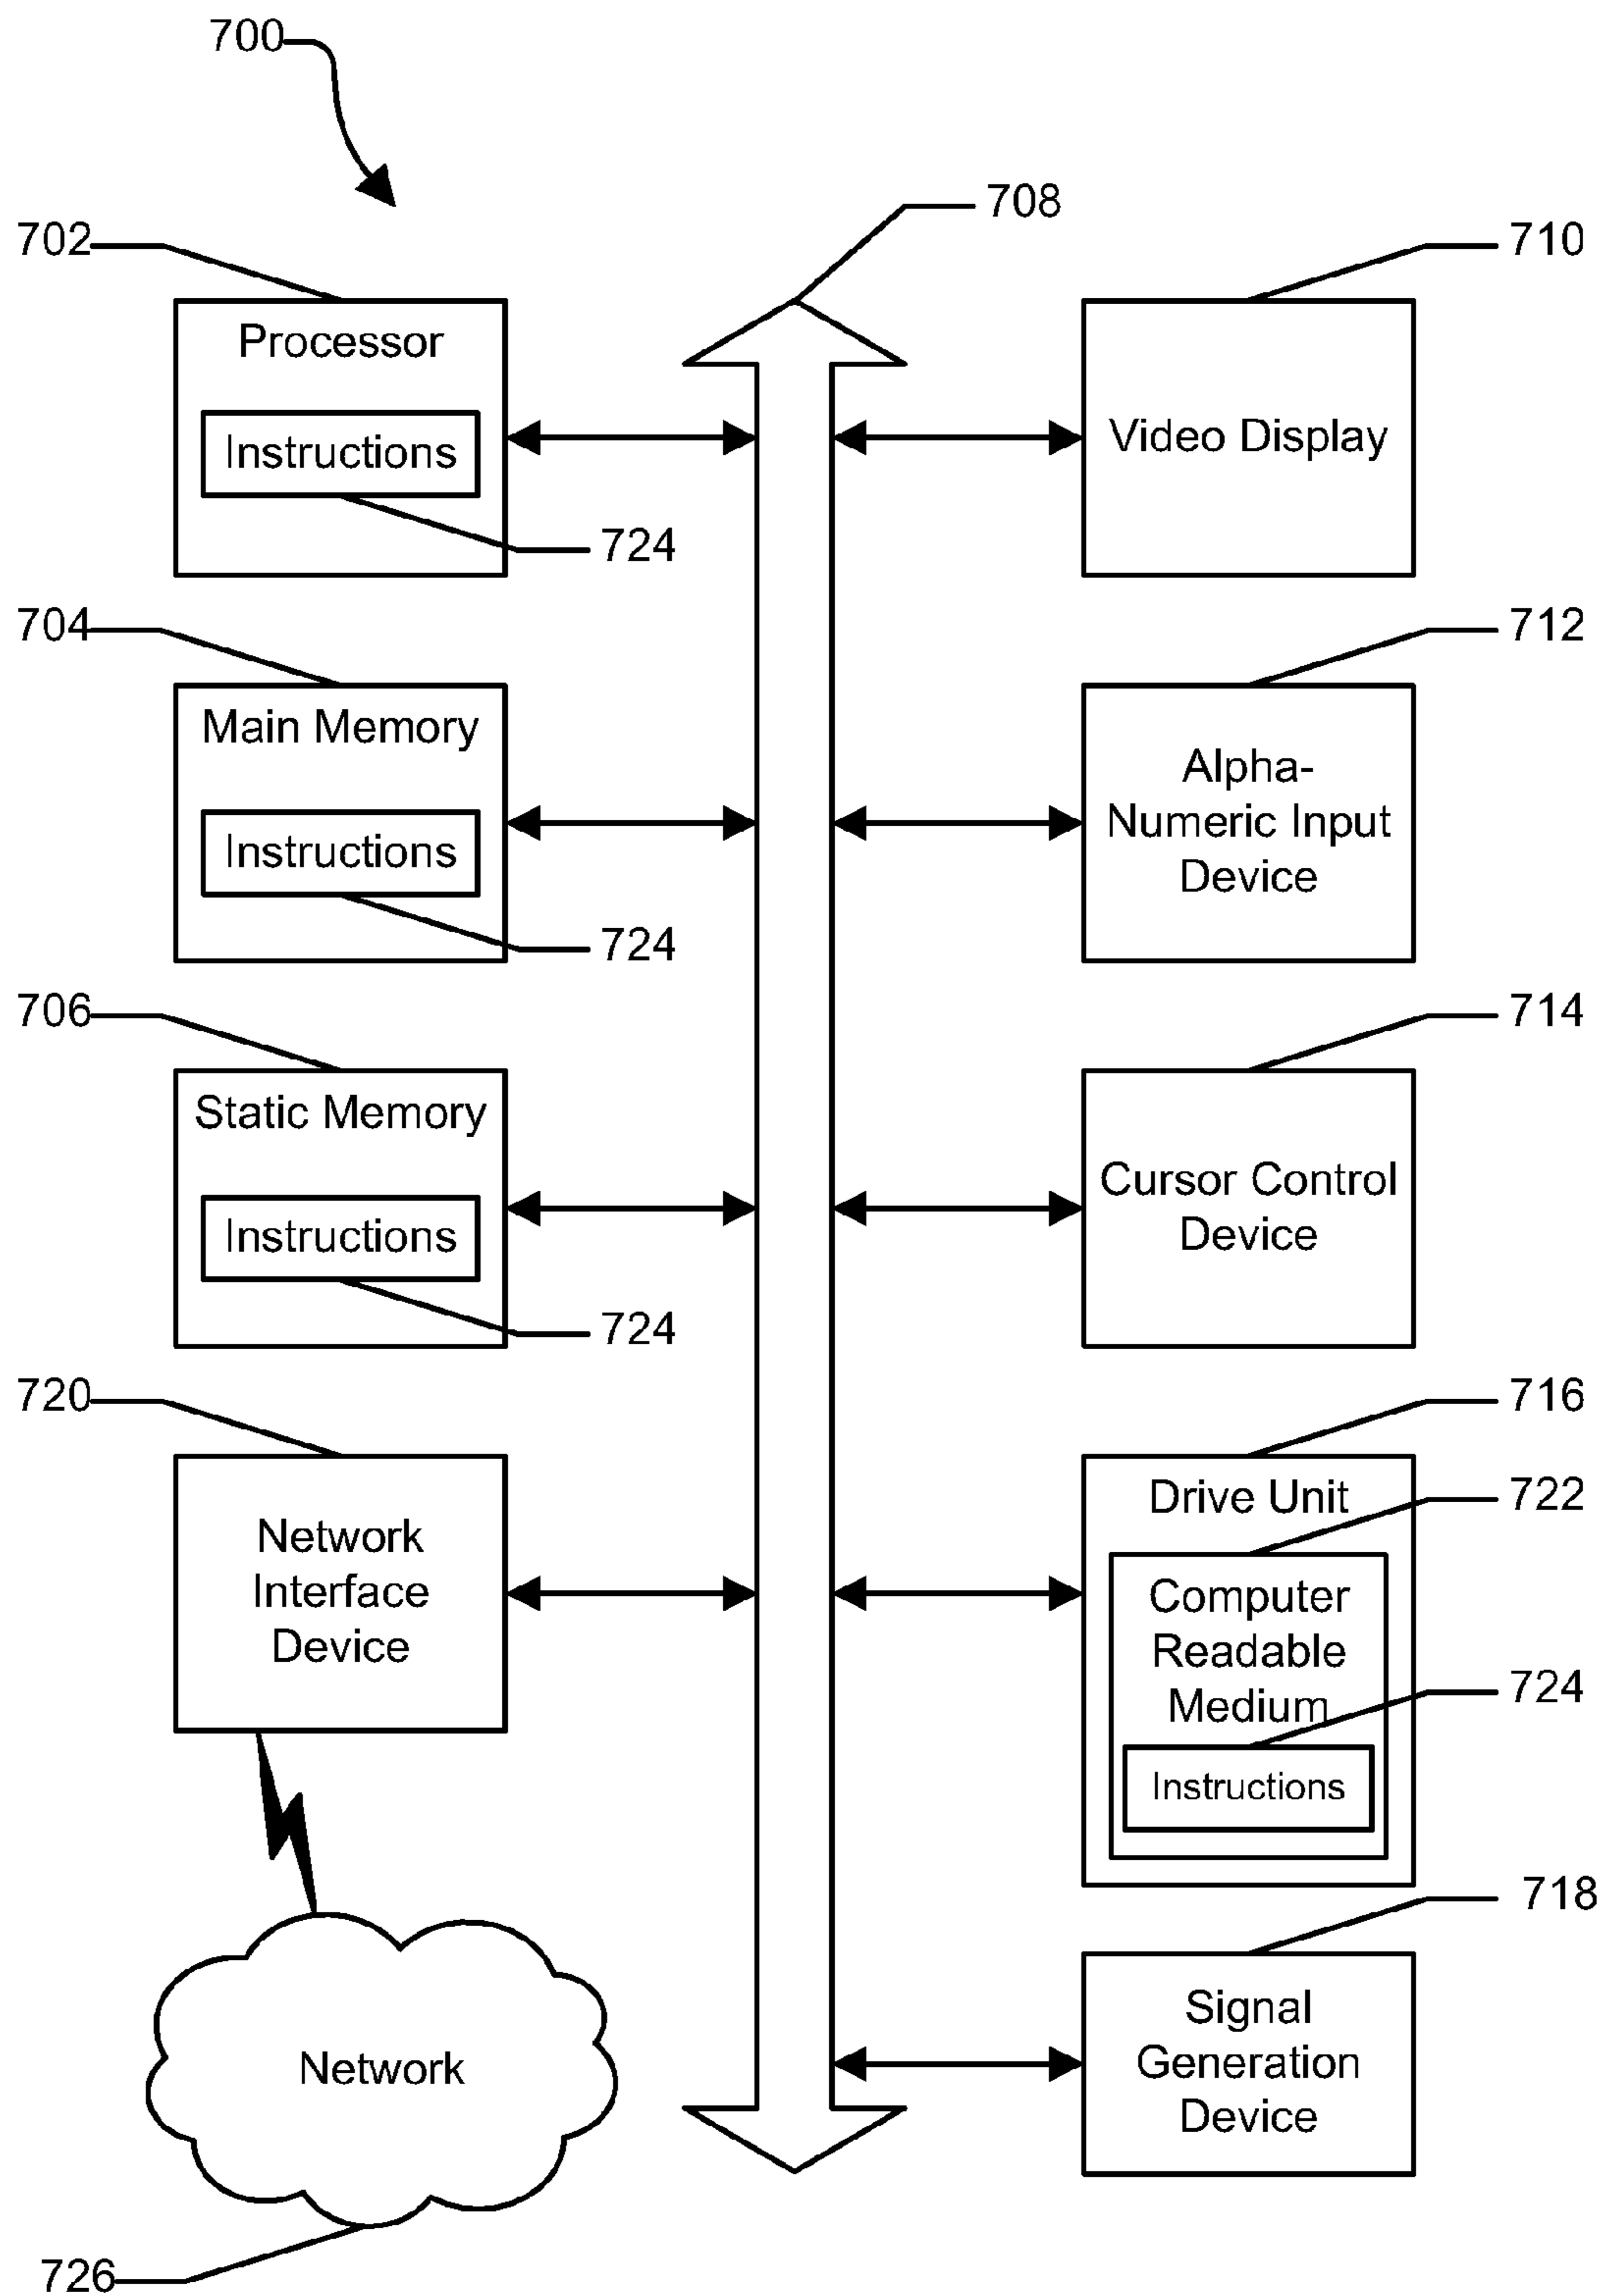 700
708
702
710
Processor
Instructions
724
Video Display
704
712
Main Memory
Instructions
724
Alpha-
Numeric Input
Device
706
714
Static Memory
Instructions
724
Cursor Control
Device
720
716
Network
Interface
Device
Drive Unit
722
Computer
Readable
Medium
724
Instructions
718
Network
Signal
Generation
Device
726